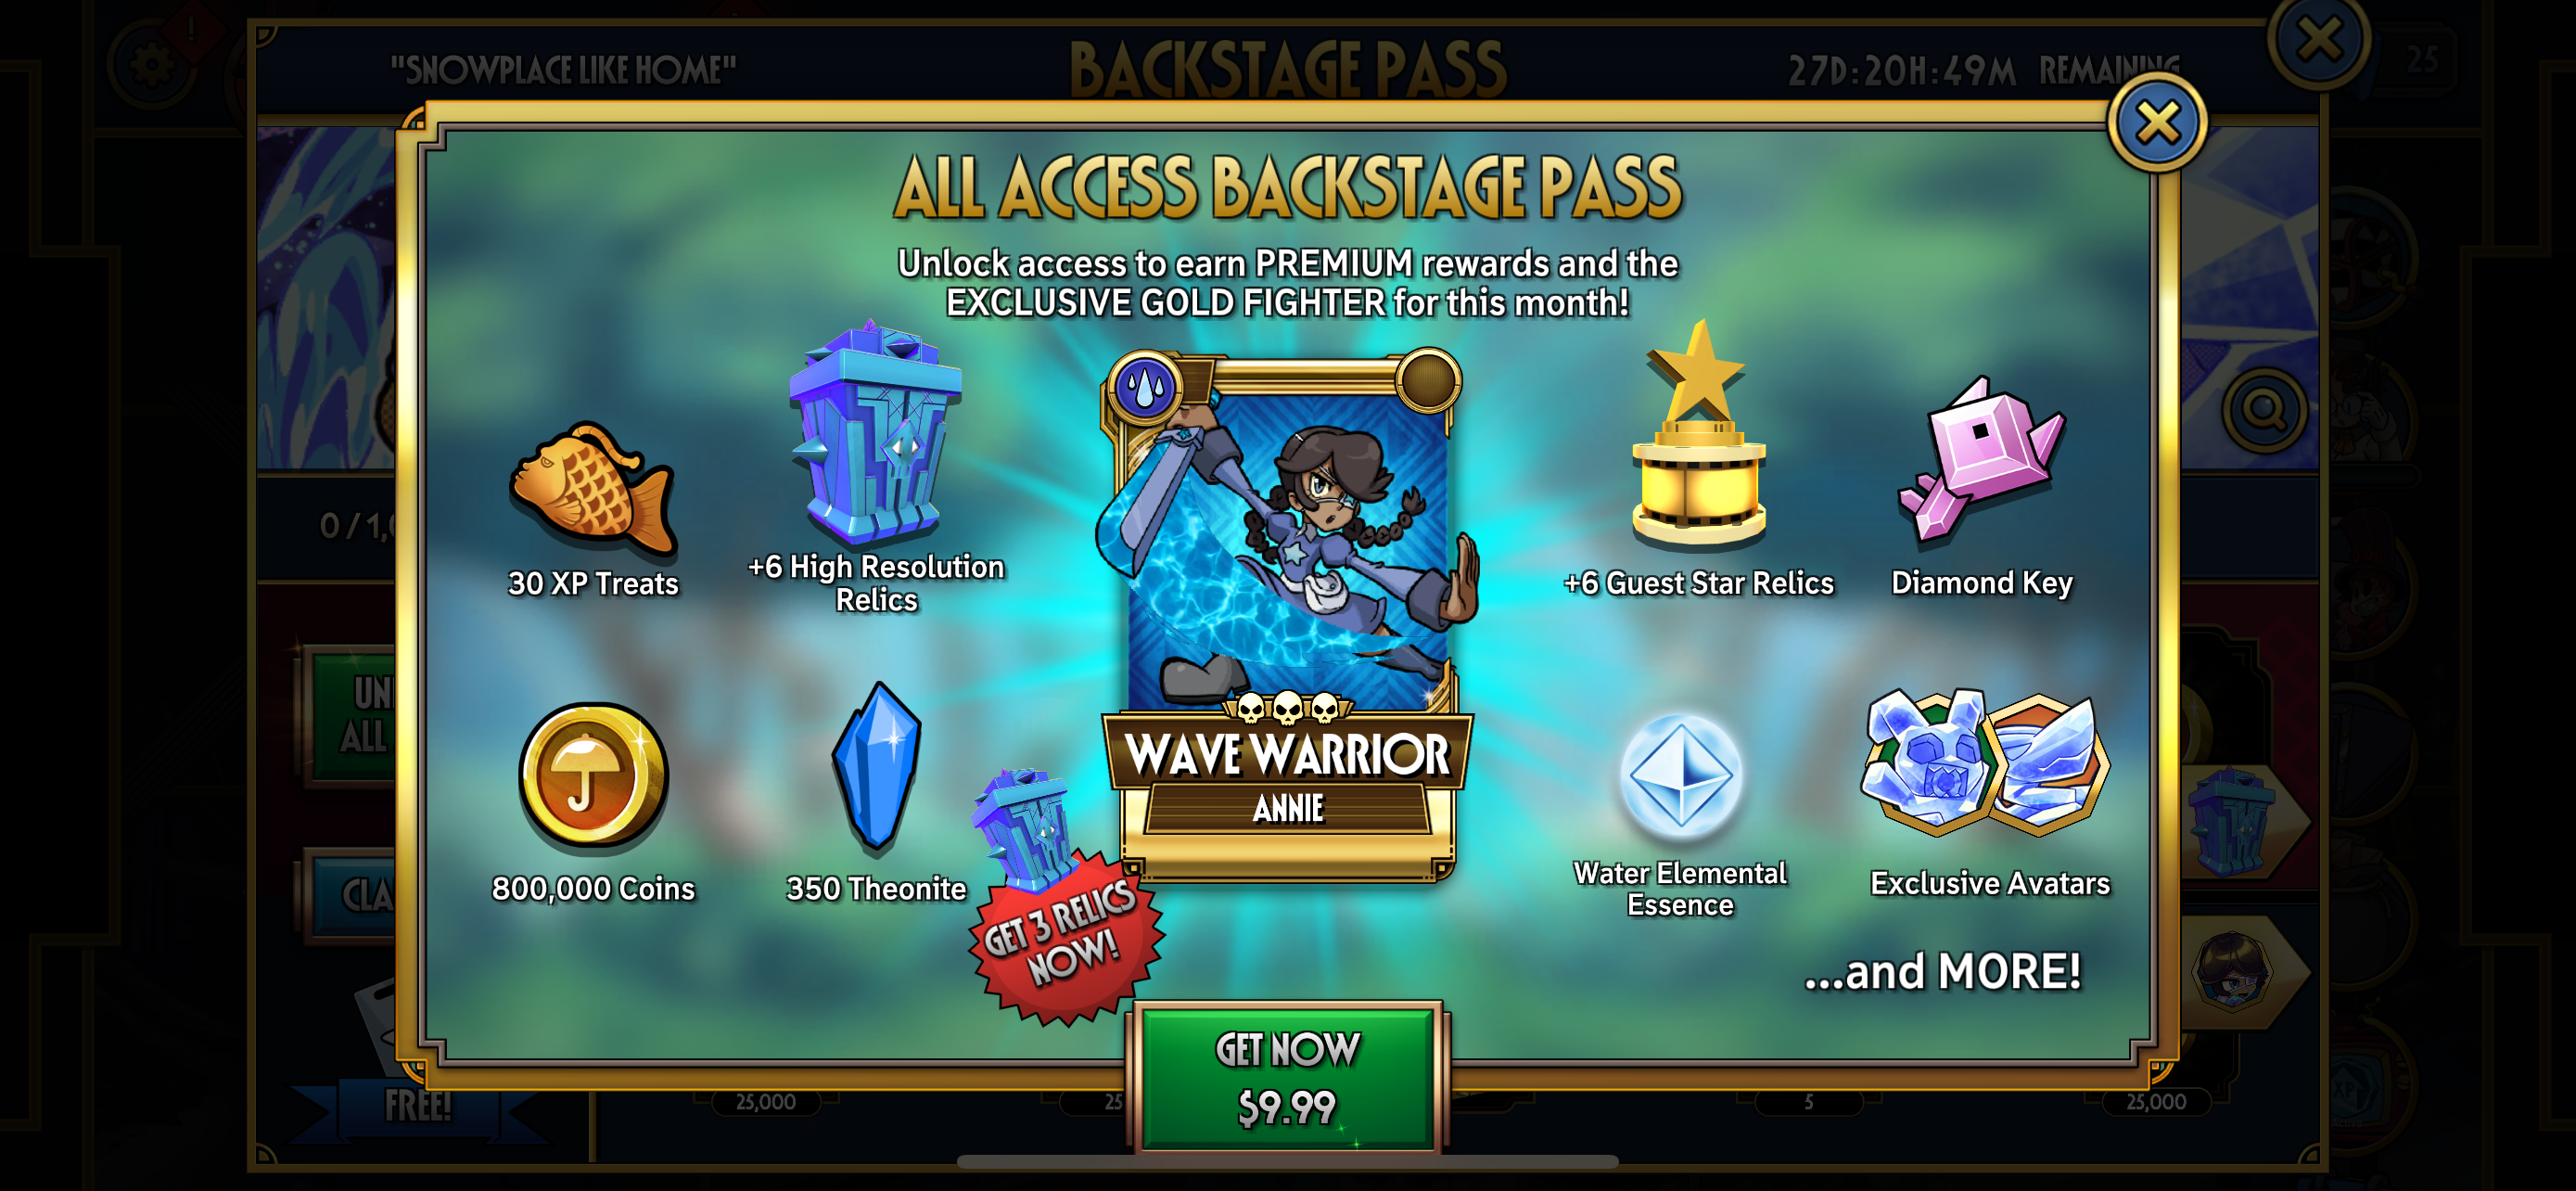 "SNOWPLACE LIKE HOME"
BACKSTAGE PASS
27D:20H:49M REMAINING
25
ALL ACCESS BACKSTAGE PASS
Unlock access to earn PREMIUM rewards and the
EXCLUSIVE GOLD FIGHTER for this month!
30 XP Treats
+6 High Resolution
Relics
+6 Guest Star Relics
Diamond Key
WAVE WARRIOR
ANNIE
800,000 Coins
350 Theonite
GET 3 RELICS
NOW!
Water Elemental
Essence
Exclusive Avatars
...and MORE!
GET NOW
$9.99
ALL
FREE!
25,000
5
25,000